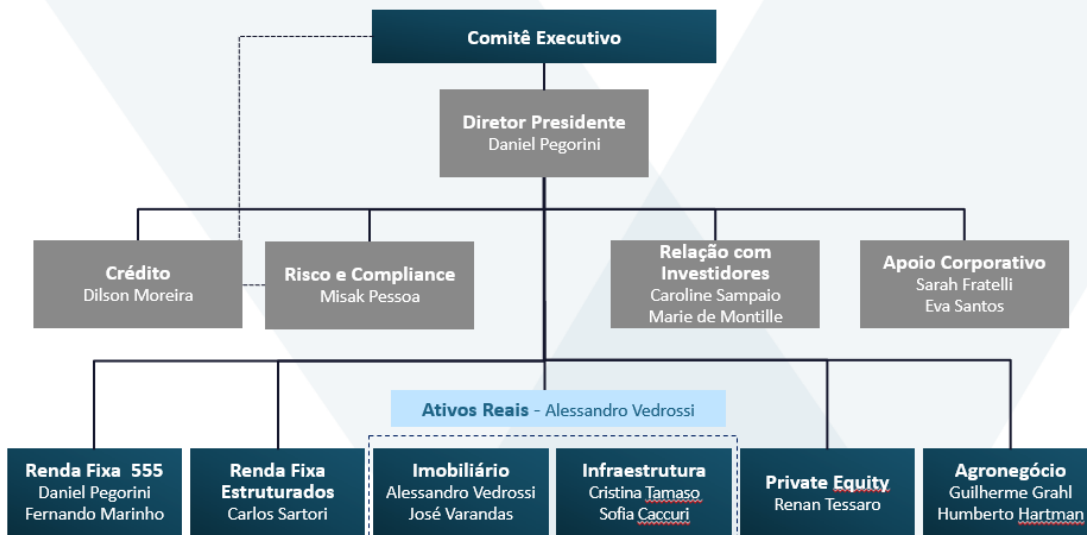 Comitê Executivo
Diretor Presidente
Daniel Pegorini
Crédito
Dilson Moreira
Risco e Compliance
Misak Pessoa
Relação com
Investidores
Caroline Sampaio
Marie de Montille
Apoio Corporativo
Sarah Fratelli
Eva Santos
Ativos Reais - Alessandro Vedrossi
Renda Fixa 555
Daniel Pegorini
Fernando Marinho
Renda Fixa
Estruturados
Carlos Sartori
Imobiliário
Alessandro Vedrossi
José Varandas
Infraestrutura
Cristina Tamaso
Sofia Caccuri
Private Equity
Renan Tessaro
Agronegócio
Guilherme Grahl
Humberto Hartman